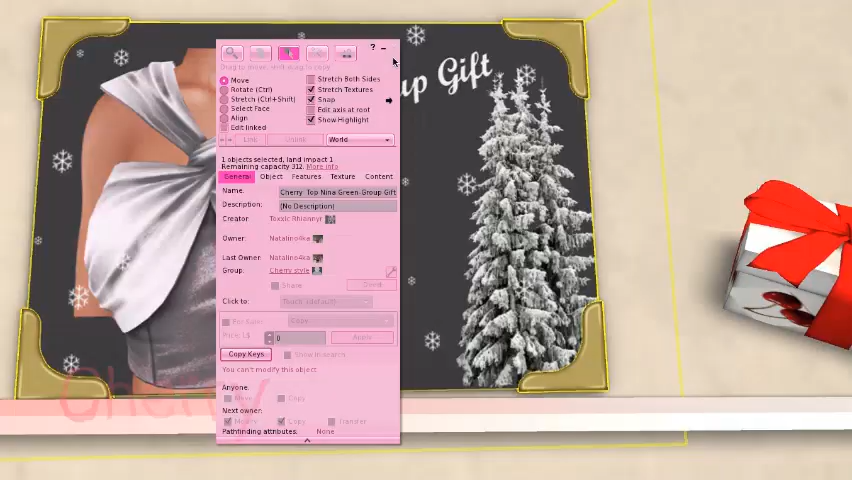 up Gift
?
Drag to move, shift-drag to copy
Move
Rotate (Ctrl)
Stretch (Ctrl+Shift)
Select Face
Align
Edit linked
Stretch Both Sides
Stretch Textures
Snap
Edit axis at root
Show Highlight
Link
Unlink
World
1 objects selected, land impact 1
Remaining capacity 312. More info
General Object Features Texture Content
Name: Cherry Top Nina Green-Group Gift
Description: (No Description)
Creator: Toxxic Rhiannyr
Owner: Natalino4ka
Last Owner: Natalino4ka
Group: Cherry style
Share
Deed
Click to: Touch (default)
For Sale: Copy
Price: L$ 0 Apply
Copy Keys
Show in search
You can't modify this object
Anyone:
Move Copy
Next owner:
Modify Copy Transfer
Pathfinding attributes: None
Cherry